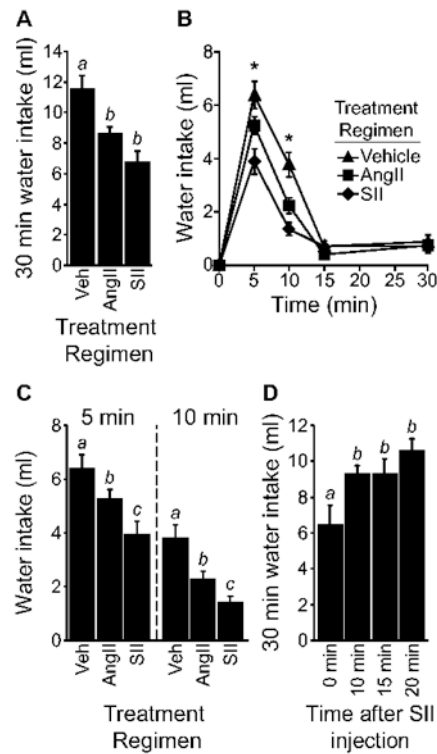 A
30 min water intake (ml)
14
12
10
8
6
4
2
0
a
b
b
Veh
AngII
SII
Treatment
Regimen
B
Water intake (ml)
8
6
4
2
0
*
*
Treatment
Regimen
Vehicle
AngII
SII
0 5 10 15 20 25 30
Time (min)
C
Water intake (ml)
8
6
4
2
0
5 min
10 min
a
b
c
a
b
c
Veh
AngII
SII
Veh
AngII
SII
Treatment
Regimen
D
30 min water intake (ml)
12
10
8
6
4
2
0
a
b
b
b
0 min
10 min
15 min
20 min
Time after SII
injection